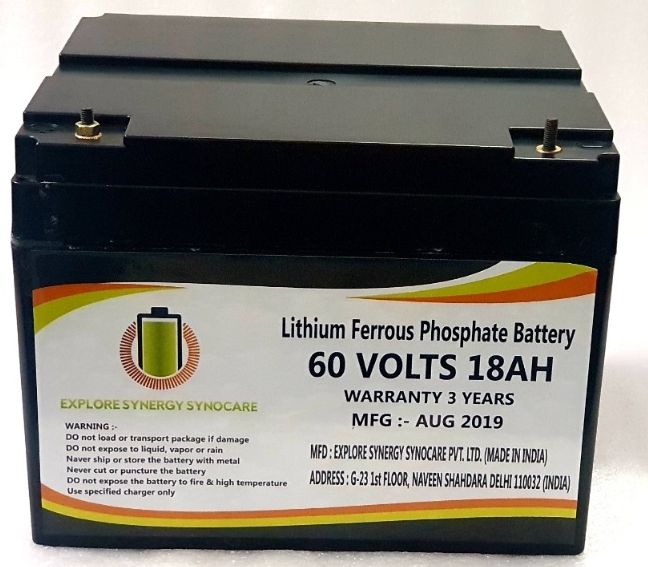 Lithium Ferrous Phosphate Battery
60 VOLTS 18AH
WARRANTY 3 YEARS
MFG :- AUG 2019
EXPLORE SYNERGY SYNOCARE
WARNING :-
DO not load or transport package if damage
DO not expose to liquid, vapor or rain
Naver ship or store the battery with metal
Never cut or puncture the battery
DO not expose the battery to fire & high temperature
Use specified charger only
MFD : EXPLORE SYNERGY SYNOCARE PVT. LTD. (MADE IN INDIA)
ADDRESS : G-23 1st FLOOR, NAVEEN SHAHDARA DELHI 110032 (INDIA)